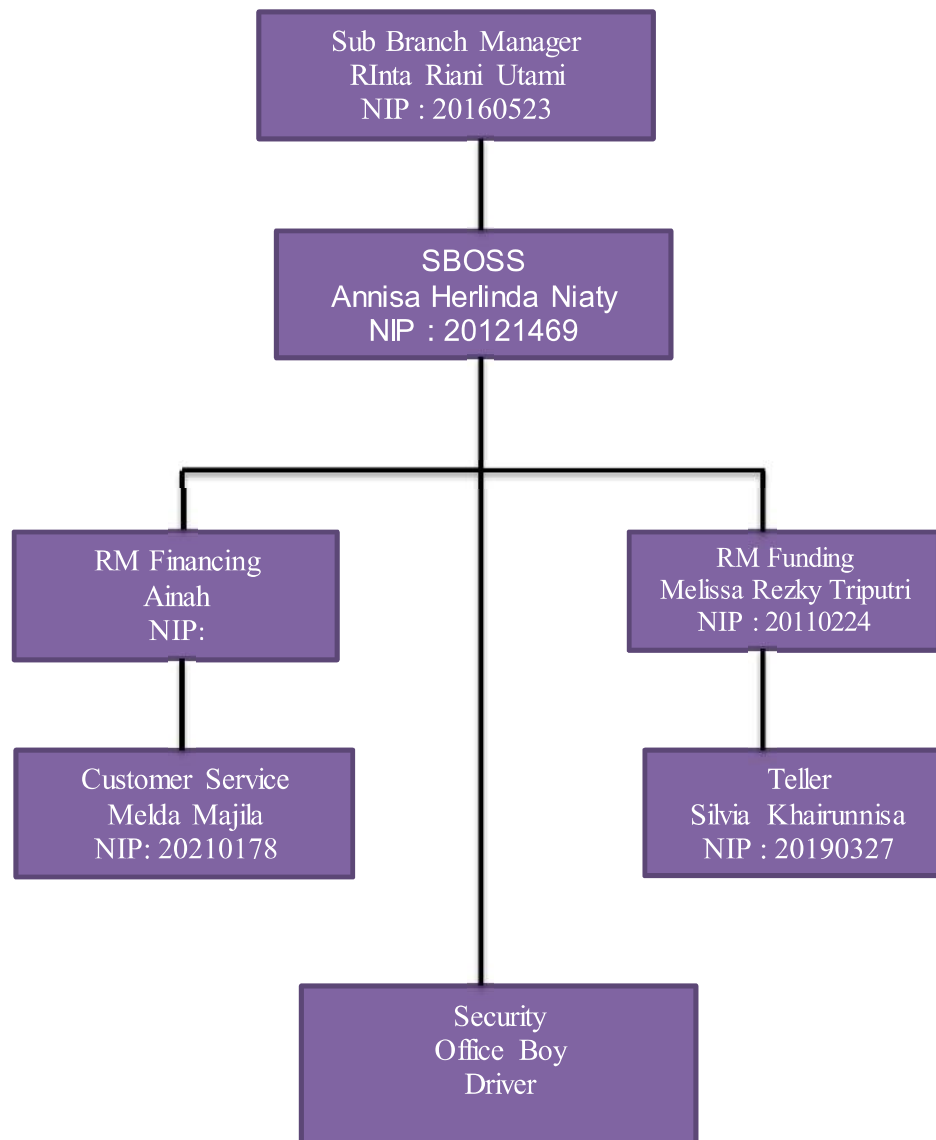 Sub Branch Manager
RInta Riani Utami
NIP : 20160523
SBOSS
Annisa Herlinda Niaty
NIP : 20121469
RM Financing
Ainah
NIP:
RM Funding
Melissa Rezky Triputri
NIP : 20110224
Customer Service
Melda Majila
NIP: 20210178
Teller
Silvia Khairunnisa
NIP : 20190327
Security
Office Boy
Driver